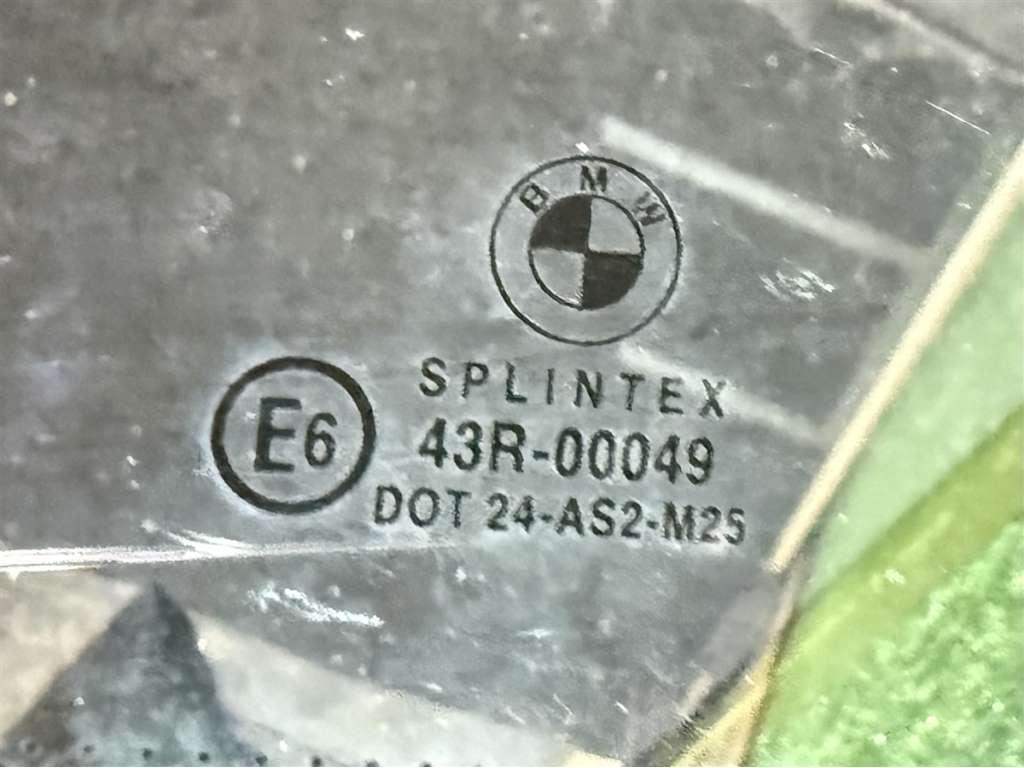 BMW
SPLINTEX
E6
43R-00049
DOT 24-AS2-M25